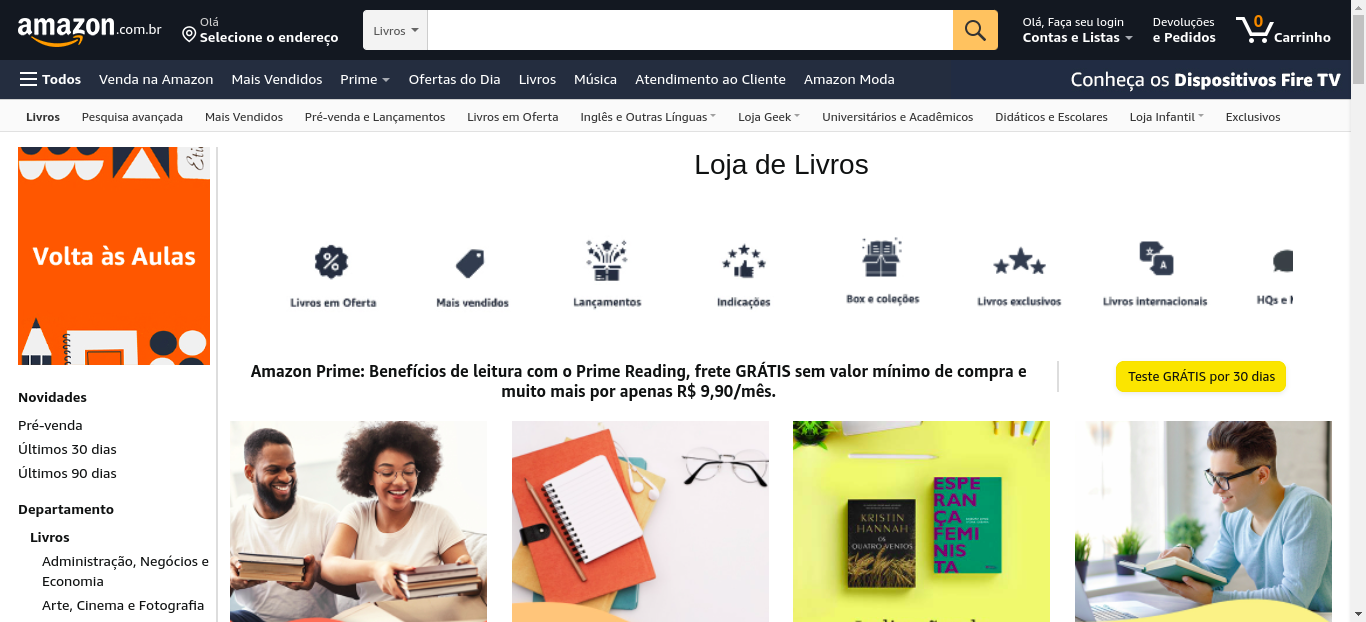 amazon.com.br
Olá
Selecione o endereço
Livros
Olá, Faça seu login
Contas e Listas
Devoluções
e Pedidos
0
Carrinho
Todos
Venda na Amazon
Mais Vendidos
Prime
Ofertas do Dia
Livros
Música
Atendimento ao Cliente
Amazon Moda
Conheça os Dispositivos Fire TV
Livros
Pesquisa avançada
Mais Vendidos
Pré-venda e Lançamentos
Livros em Oferta
Inglês e Outras Línguas
Loja Geek
Universitários e Acadêmicos
Didáticos e Escolares
Loja Infantil
Exclusivos
Volta às Aulas
Novidades
Pré-venda
Últimos 30 dias
Últimos 90 dias
Departamento
Livros
Administração, Negócios e
Economia
Arte, Cinema e Fotografia
Loja de Livros
Livros em Oferta
Mais vendidos
Lançamentos
Indicações
Box e coleções
Livros exclusivos
A
Livros internacionais
HQs e
Amazon Prime: Benefícios de leitura com o Prime Reading, frete GRÁTIS sem valor mínimo de compra e
muito mais por apenas R$ 9,90/mês.
Teste GRÁTIS por 30 dias
KRISTIN
HANNAH
OS
QUATRO VENTOS
ESPE
RAN
ÇA
FEMI
NIS
TA